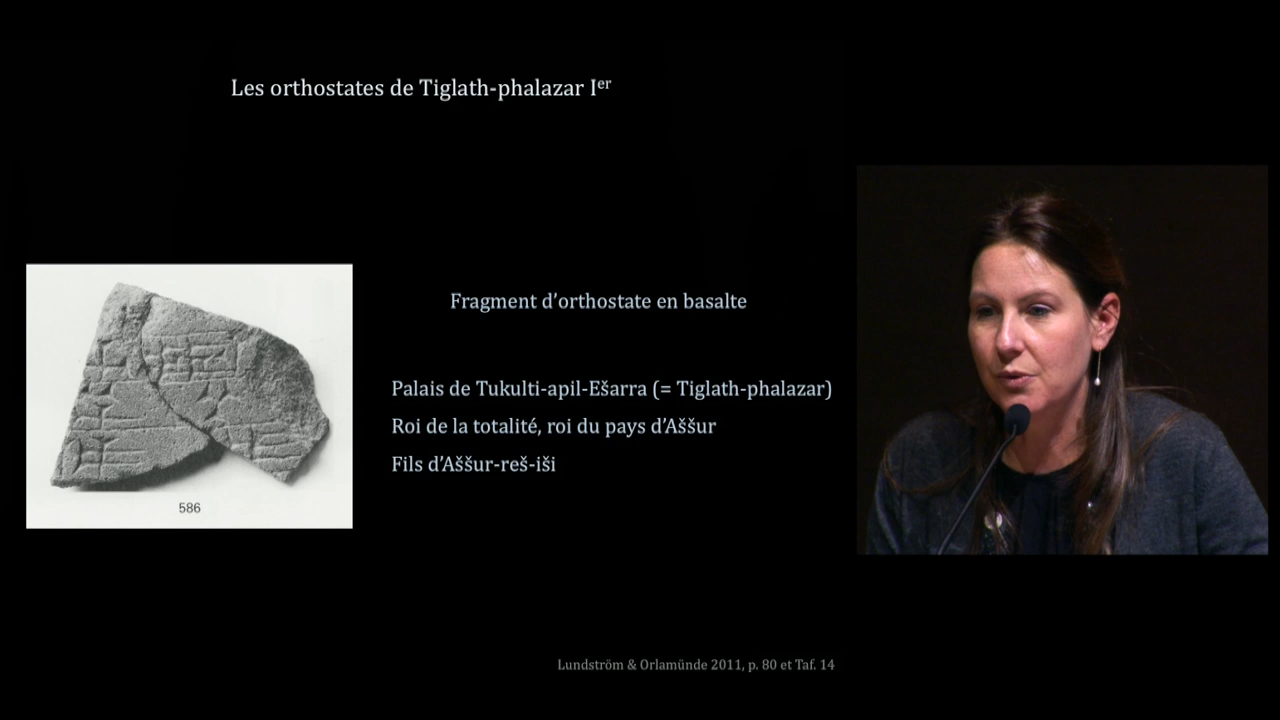 Les orthostates de Tiglath-phalazar Iᵉʳ
Fragment d’orthostate en basalte
Palais de Tukulti-apil-Ešarra (= Tiglath-phalazar)
Roi de la totalité, roi du pays d’Aššur
Fils d’Aššur-reš-iši
586
Lundström & Orlamünde 2011, p. 80 et Taf. 14